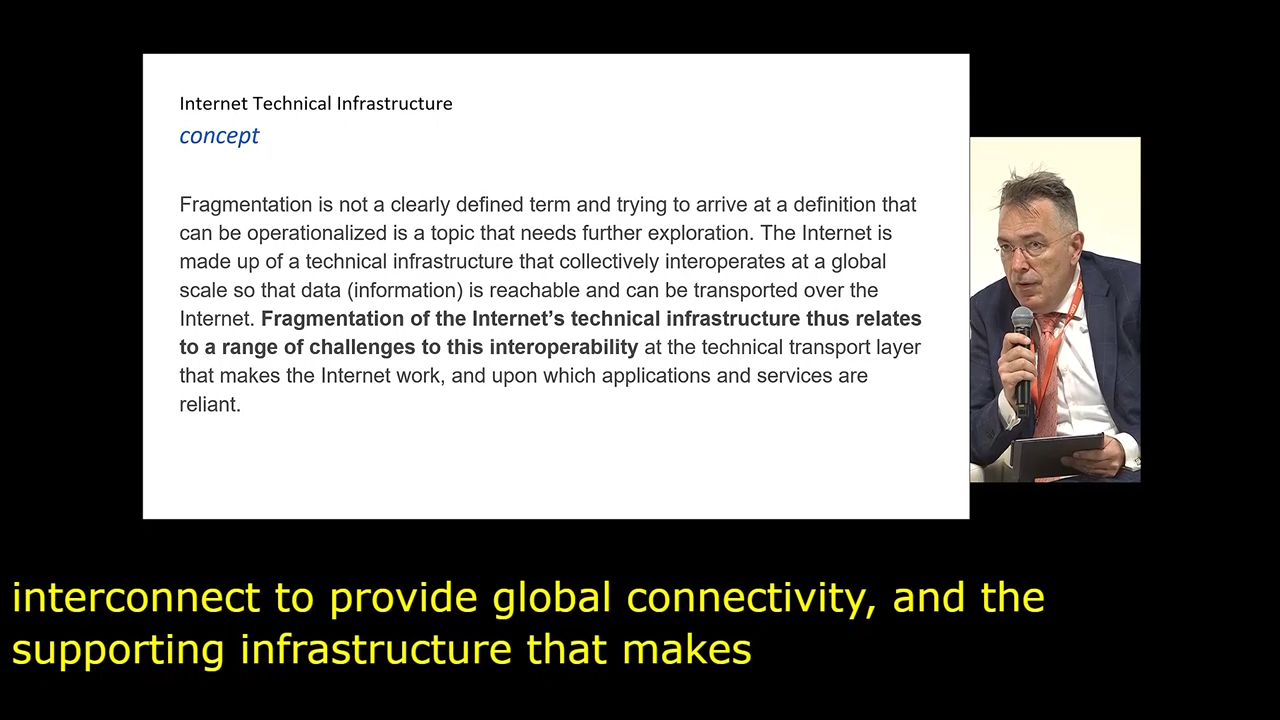 Internet Technical Infrastructure
concept
Fragmentation is not a clearly defined term and trying to arrive at a definition that
can be operationalized is a topic that needs further exploration. The Internet is
made up of a technical infrastructure that collectively interoperates at a global
scale so that data (information) is reachable and can be transported over the
Internet. Fragmentation of the Internet’s technical infrastructure thus relates
to a range of challenges to this interoperability at the technical transport layer
that makes the Internet work, and upon which applications and services are
reliant.
interconnect to provide global connectivity, and the
supporting infrastructure that makes